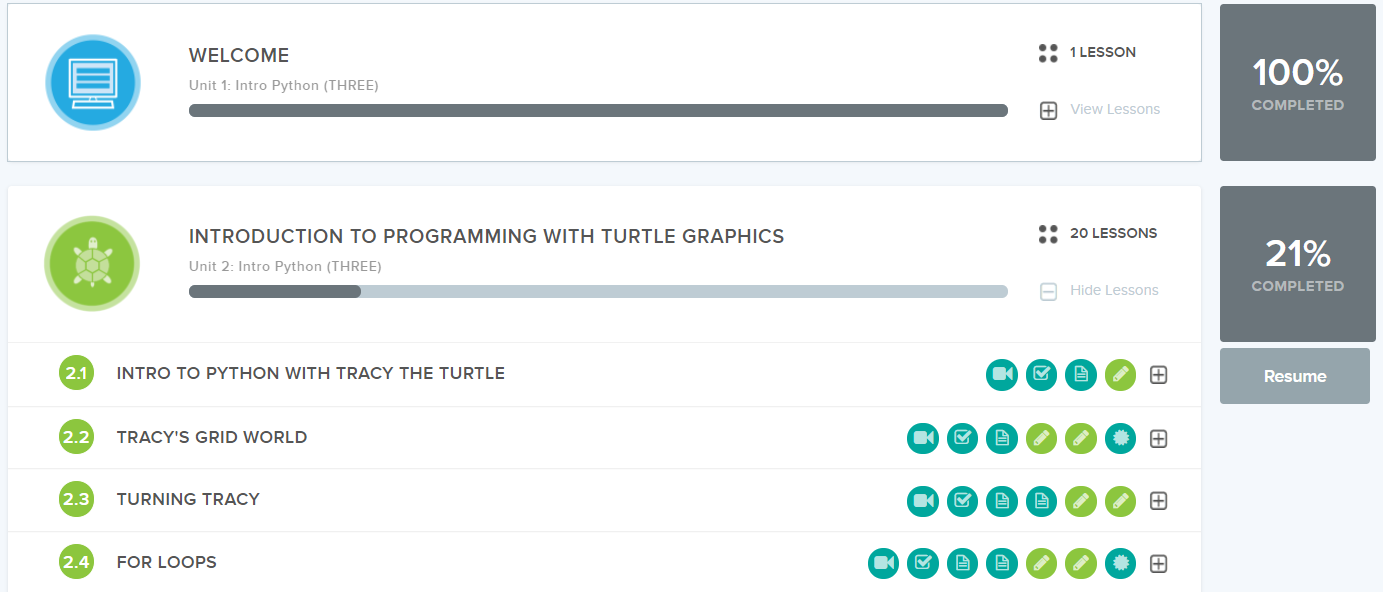 WELCOME
Unit 1: Intro Python (THREE)
1 LESSON
View Lessons
100%
COMPLETED
INTRODUCTION TO PROGRAMMING WITH TURTLE GRAPHICS
Unit 2: Intro Python (THREE)
20 LESSONS
Hide Lessons
21%
COMPLETED
Resume
2.1 INTRO TO PYTHON WITH TRACY THE TURTLE
2.2 TRACY'S GRID WORLD
2.3 TURNING TRACY
2.4 FOR LOOPS